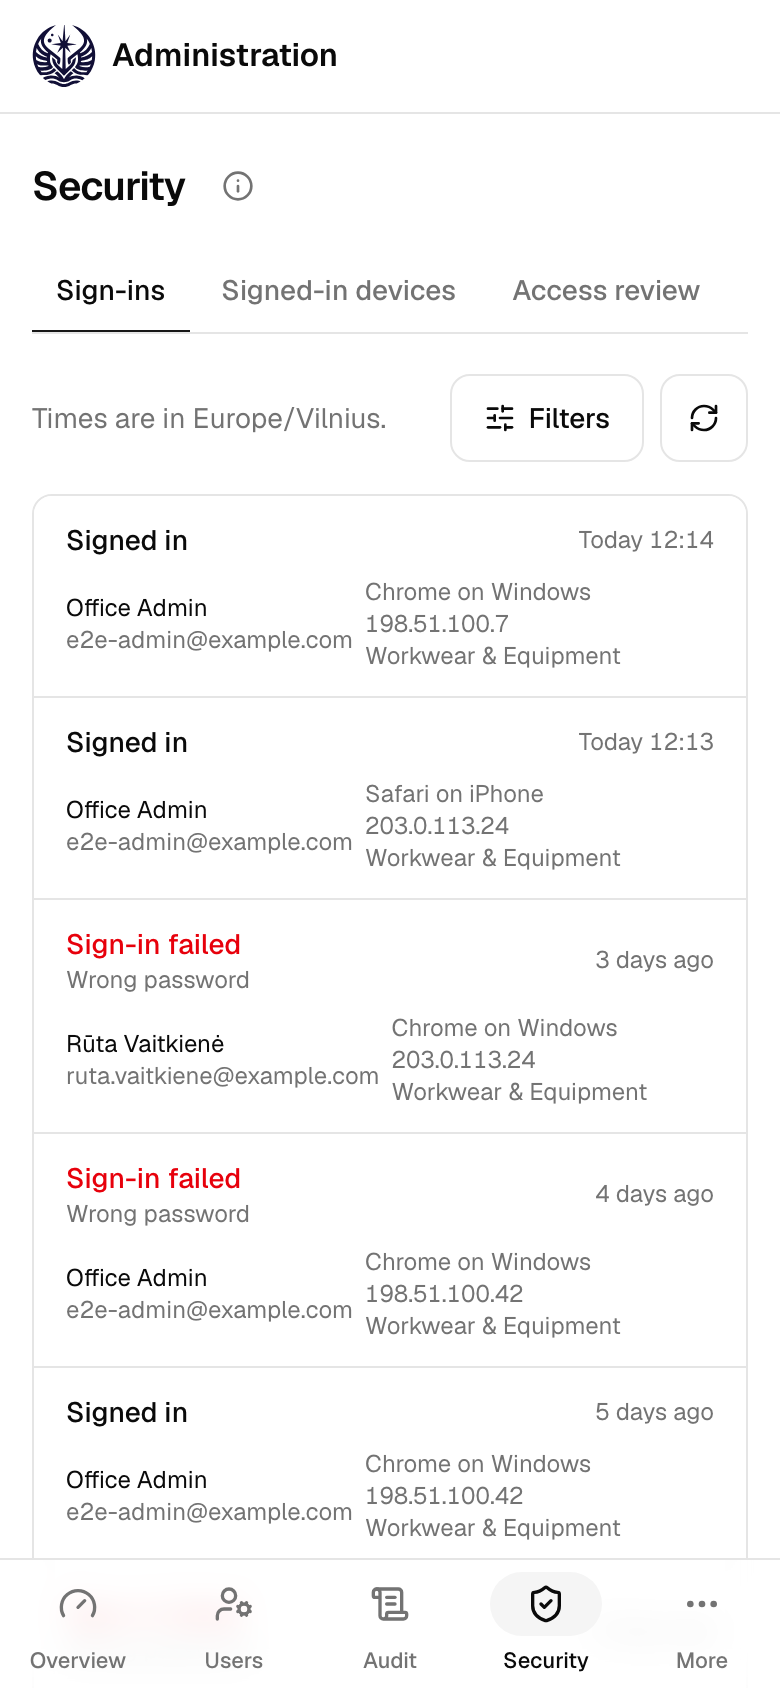 Administration
Security
Sign-ins Signed-in devices Access review
Times are in Europe/Vilnius. Filters
Signed in Today 12:14
Office Admin
e2e-admin@example.com
Chrome on Windows
198.51.100.7
Workwear & Equipment
Signed in Today 12:13
Office Admin
e2e-admin@example.com
Safari on iPhone
203.0.113.24
Workwear & Equipment
Sign-in failed
Wrong password
3 days ago
Rūta Vaitkienė
ruta.vaitkiene@example.com
Chrome on Windows
203.0.113.24
Workwear & Equipment
Sign-in failed
Wrong password
4 days ago
Office Admin
e2e-admin@example.com
Chrome on Windows
198.51.100.42
Workwear & Equipment
Signed in 5 days ago
Office Admin
e2e-admin@example.com
Chrome on Windows
198.51.100.42
Workwear & Equipment
Overview Users Audit Security More